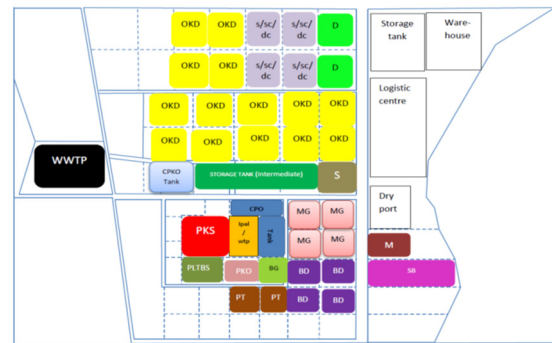 OKD OKD s/sc/dc s/sc/dc D
OKD OKD s/sc/dc s/sc/dc D
Storage tank
Ware-house
OKD OKD OKD OKD OKD
OKD OKD OKD OKD OKD
Logistic centre
WWTP
CPKO Tank
STORAGE TANK (Intermediate)
S
Dry port
CPO
PKS
Ipal / wtp
Tank
MG MG
MG MG
M
PLTBS
PKO
BG
BD BD
SB
PT PT BD BD